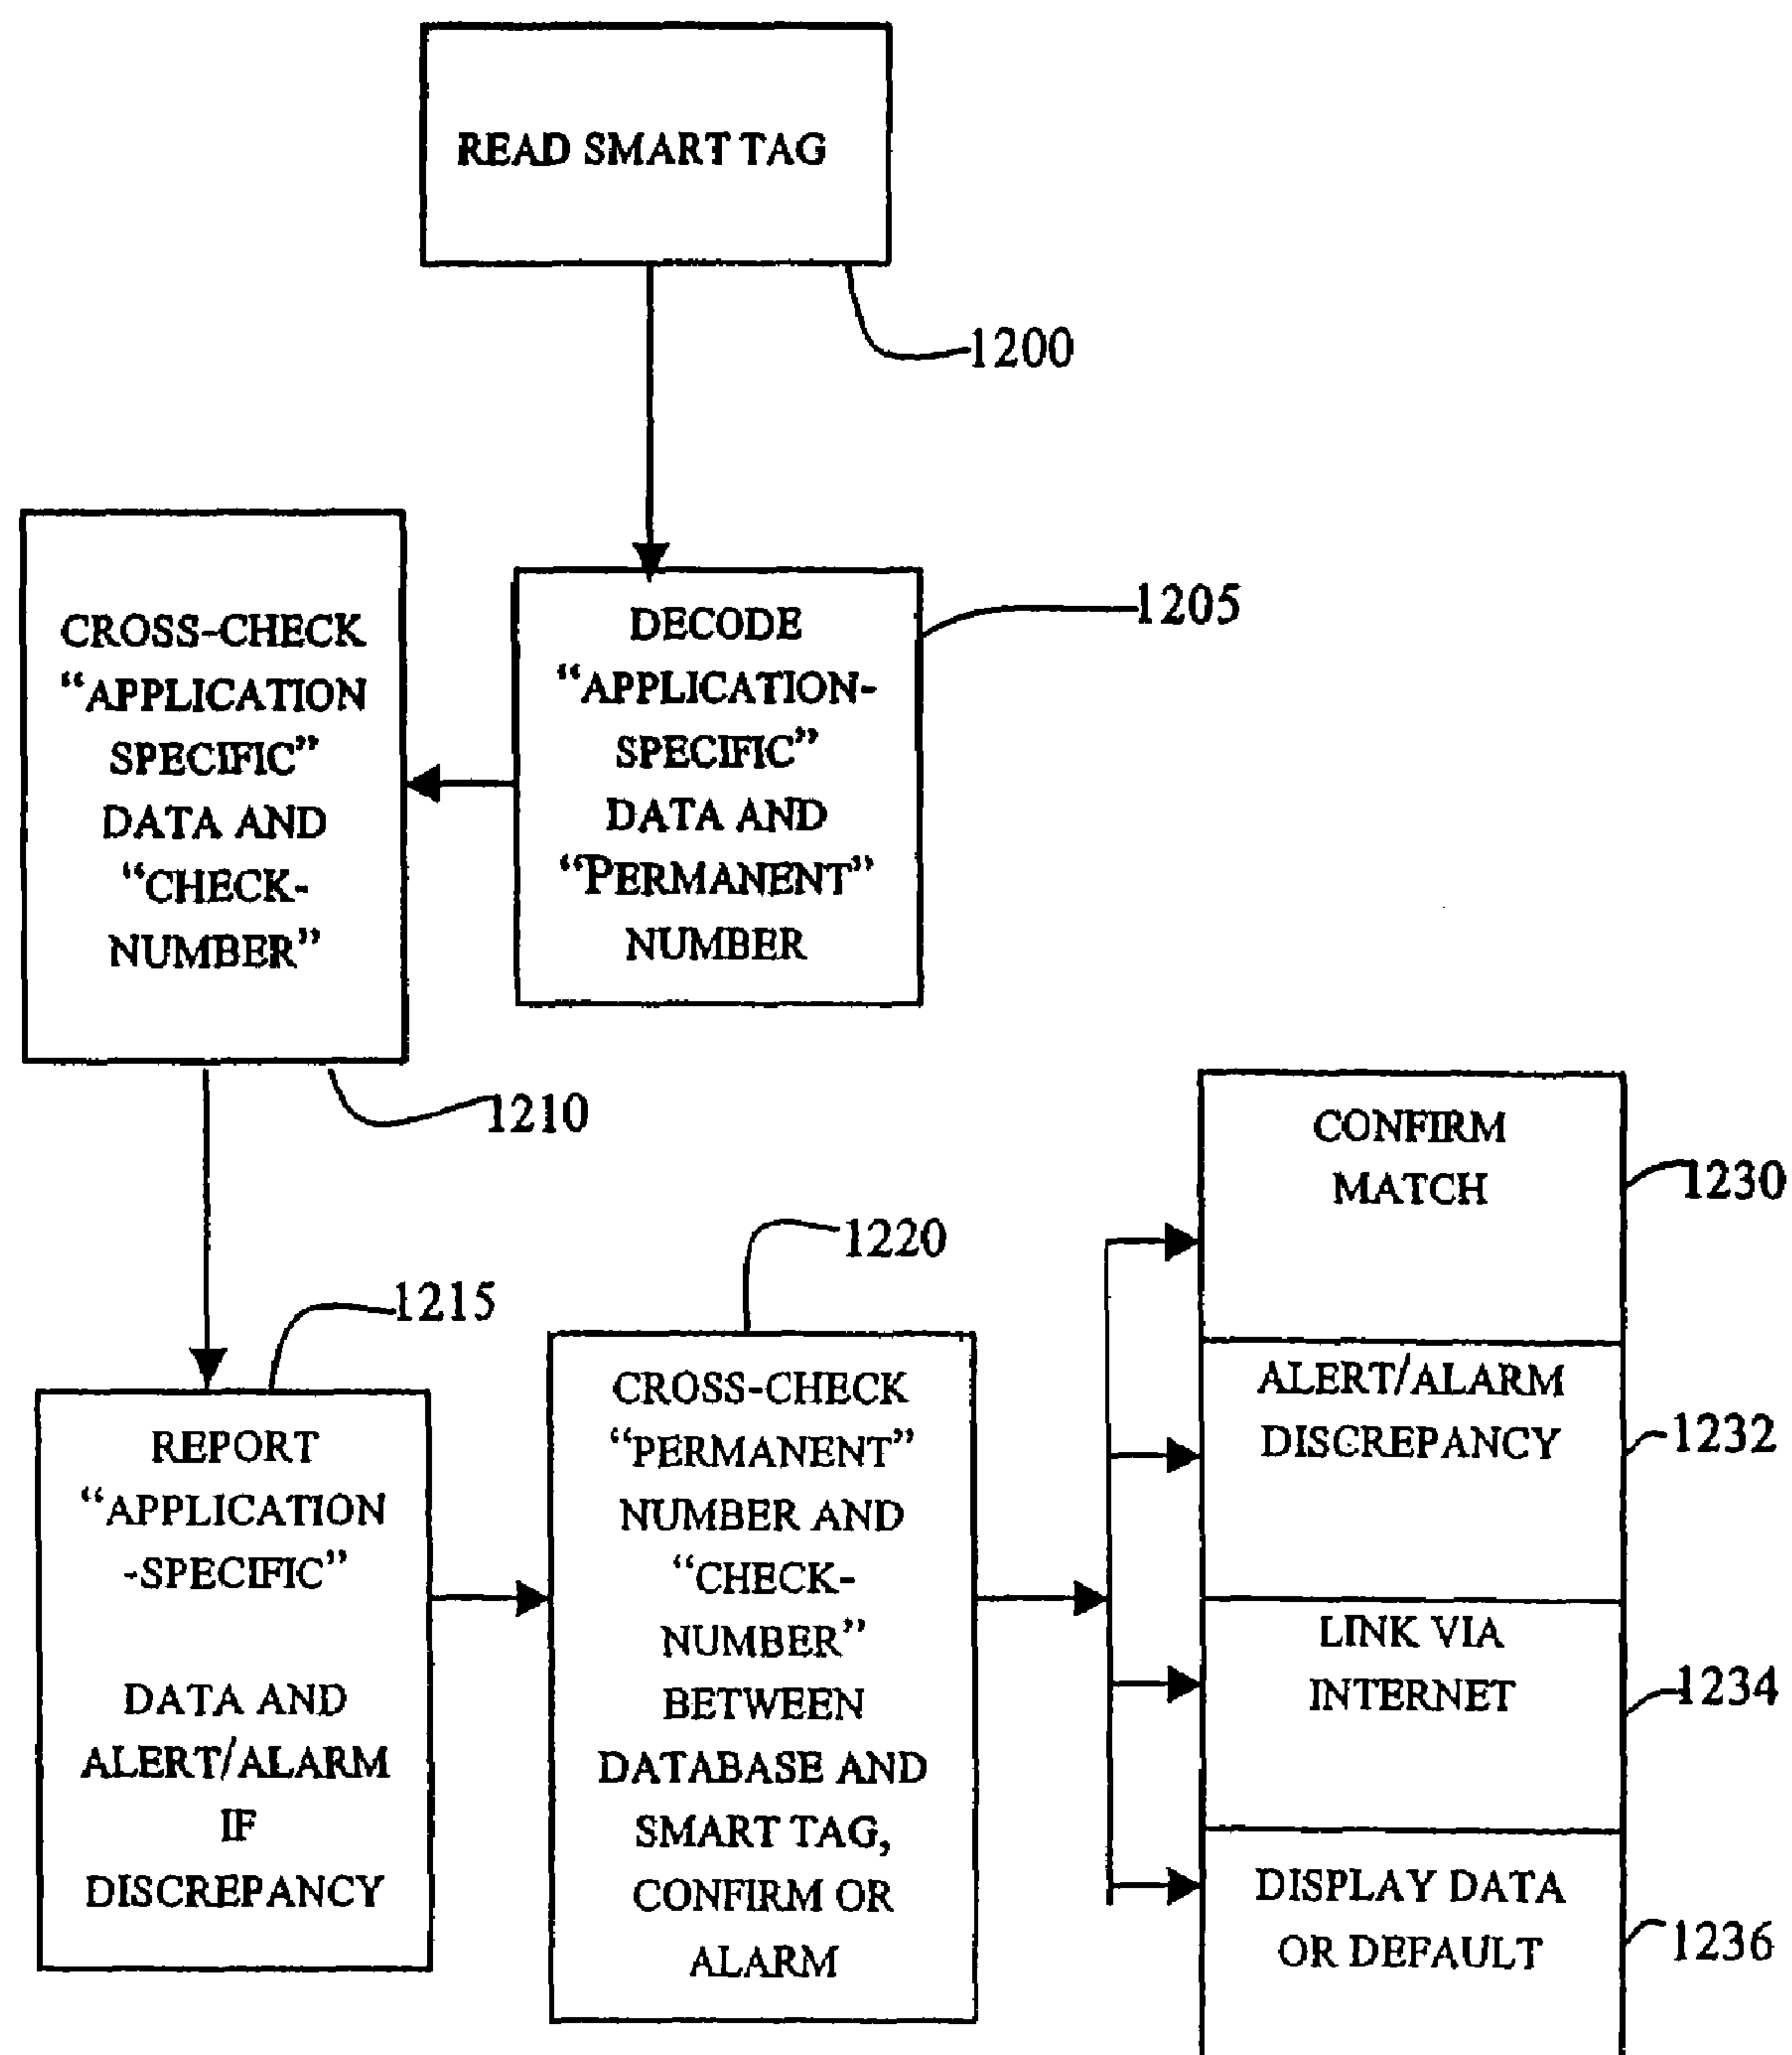 READ SMART TAG
1200
DECODE
“APPLICATION-
SPECIFIC”
DATA AND
“PERMANENT”
NUMBER
1205
CROSS-CHECK
“APPLICATION
SPECIFIC”
DATA AND
“CHECK-
NUMBER”
1210
REPORT
“APPLICATION
-SPECIFIC”
DATA AND
ALERT/ALARM
IF
DISCREPANCY
1215
CROSS-CHECK
“PERMANENT”
NUMBER AND
“CHECK-
NUMBER”
BETWEEN
DATABASE AND
SMART TAG,
CONFIRM OR
ALARM
1220
CONFIRM
MATCH
1230
ALERT/ALARM
DISCREPANCY
1232
LINK VIA
INTERNET
1234
DISPLAY DATA
OR DEFAULT
1236